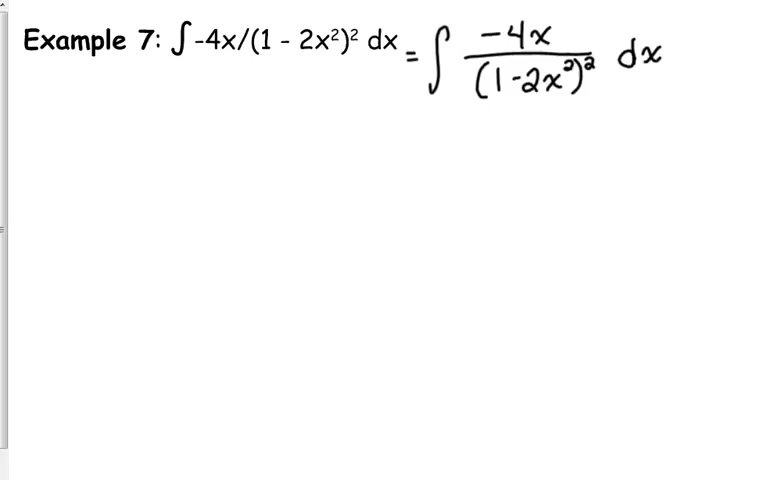 Example 7: ∫ -4x/(1 - 2x²)² dx = ∫ -4x/(1-2x²)² dx